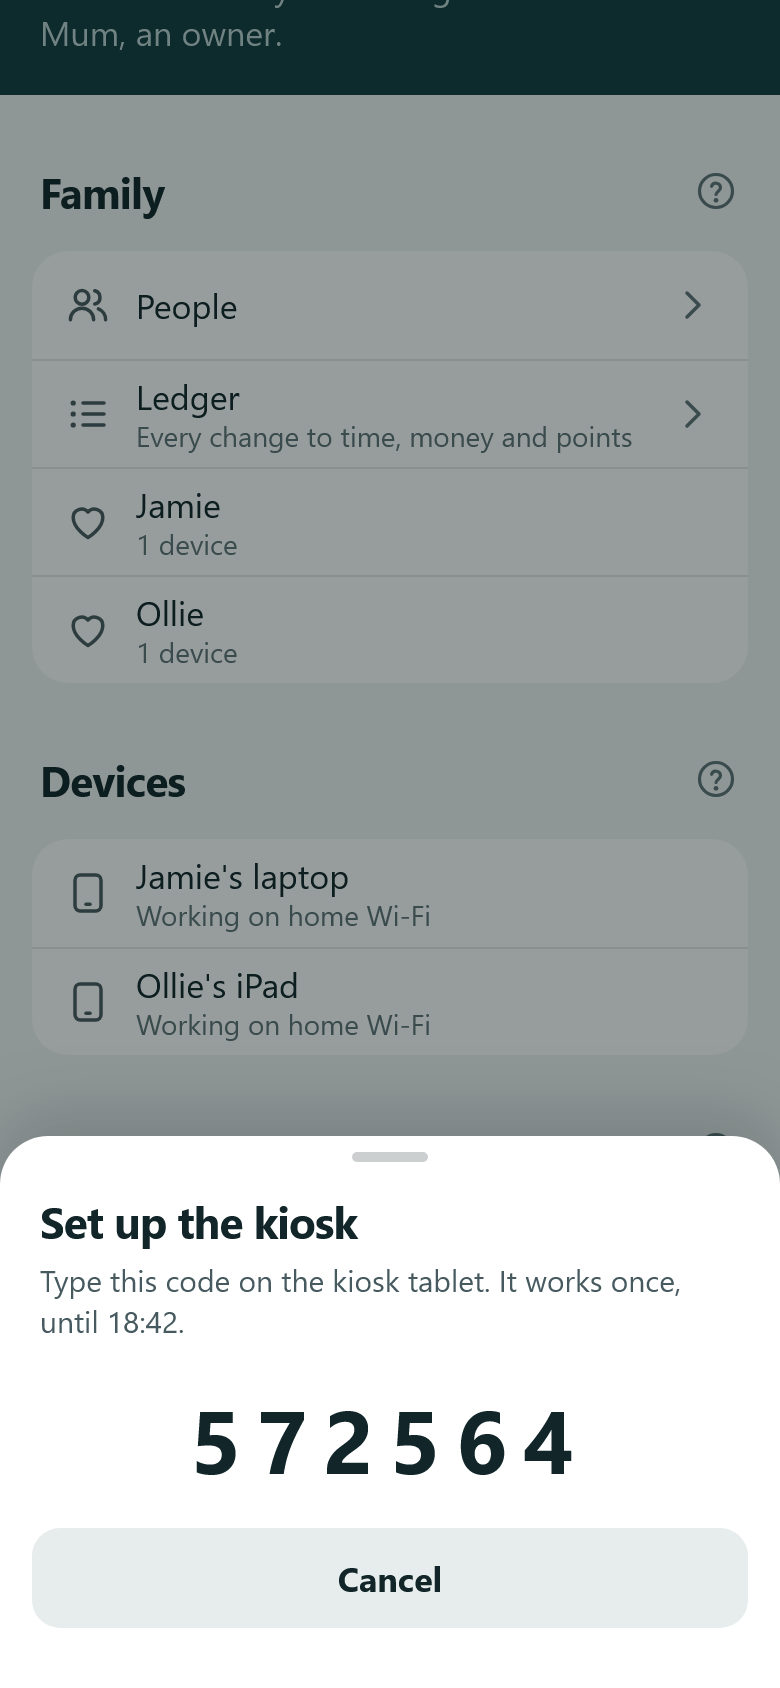 Mum, an owner.
Family
People
Ledger
Every change to time, money and points
Jamie
1 device
Ollie
1 device
Devices
Jamie's laptop
Working on home Wi-Fi
Ollie's iPad
Working on home Wi-Fi
Set up the kiosk
Type this code on the kiosk tablet. It works once,
until 18:42.
572564
Cancel